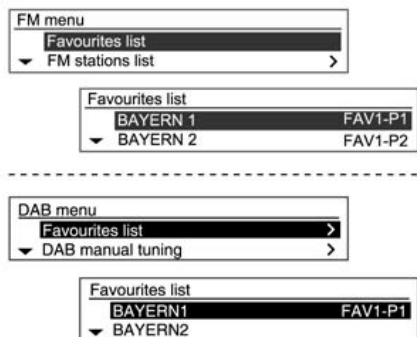 FM menu
Favourites list
FM stations list >
Favourites list
BAYERN 1 FAV1-P1
BAYERN 2 FAV1-P2
DAB menu
Favourites list >
DAB manual tuning >
Favourites list
BAYERN1 FAV1-P1
BAYERN2